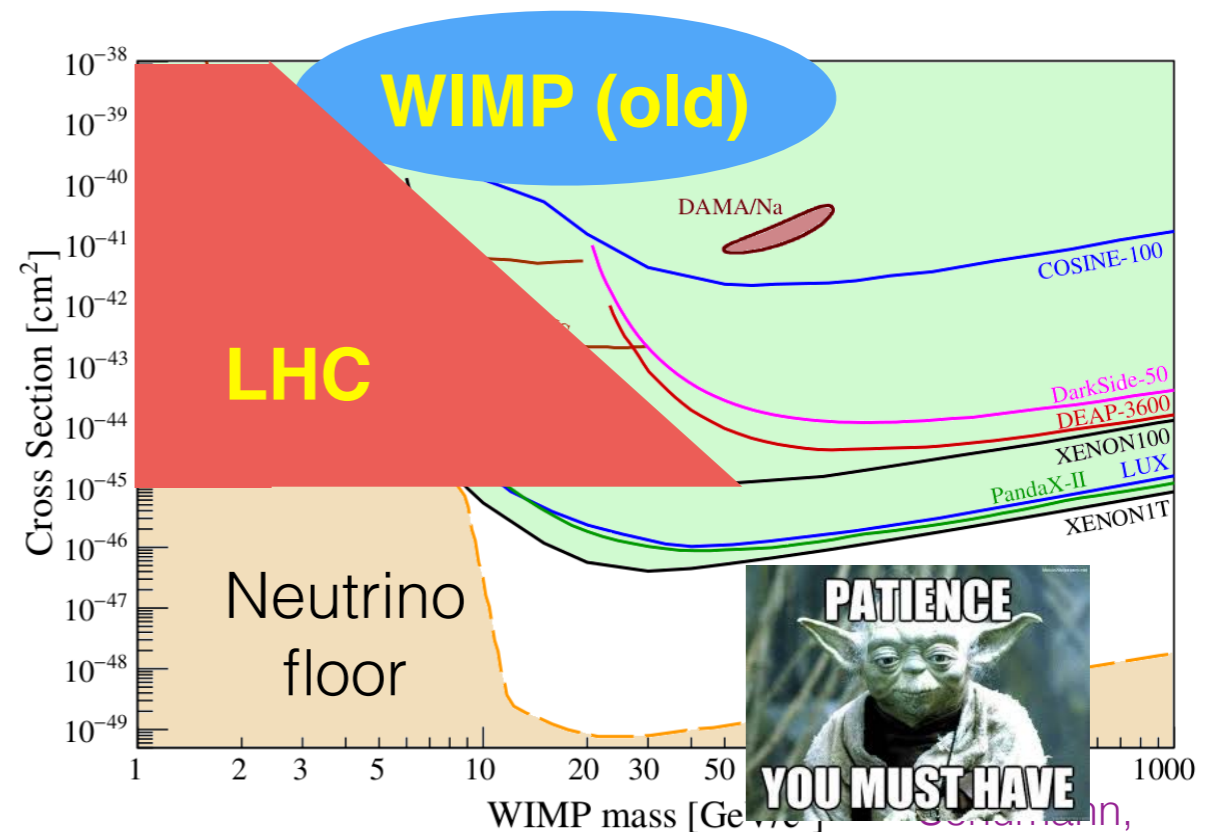 10⁻³⁸
10⁻³⁹
10⁻⁴⁰
10⁻⁴¹
10⁻⁴²
10⁻⁴³
10⁻⁴⁴
10⁻⁴⁵
10⁻⁴⁶
10⁻⁴⁷
10⁻⁴⁸
10⁻⁴⁹
Cross Section [cm²]
WIMP (old)
DAMA/Na
COSINE-100
LHC
DarkSide-50
DEAP-3600
XENON100
LUX
PandaX-II
XENON1T
Neutrino
floor
PATIENCE
YOU MUST HAVE
1 2 3 5 10 20 30 50 1000
WIMP mass